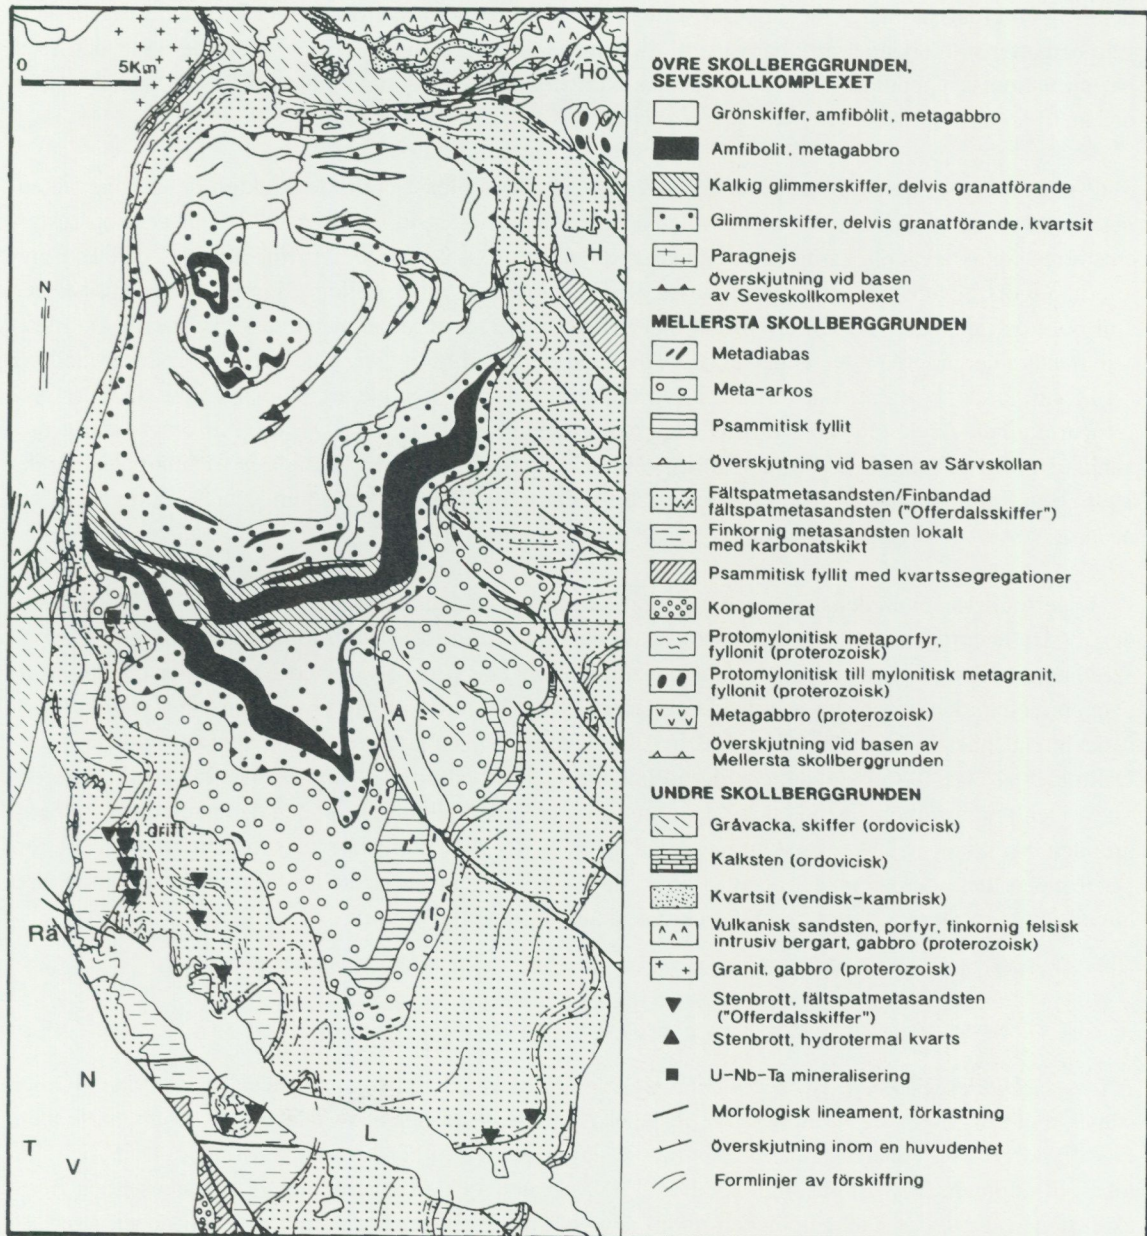 0
5Km
Ho
R
H
N
A
A
i drift
Rä
N
L
T
V
ÖVRE SKOLLBERGGRUNDEN,
SEVESKOLLKOMPLEXET
Grönskiffer, amfibolit, metagabbro
Amfibolit, metagabbro
Kalkig glimmerskiffer, delvis granatförande
Glimmerskiffer, delvis granatförande, kvartsit
Paragnejs
Överskjutning vid basen
av Seveskollkomplexet
MELLERSTA SKOLLBERGGRUNDEN
Metadiabas
Meta-arkos
Psammitisk fyllit
Överskjutning vid basen av Särvskollan
Fältspatmetasandsten/Finbandad
fältspatmetasandsten ("Offerdalsskiffer")
Finkornig metasandsten lokalt
med karbonatskikt
Psammitisk fyllit med kvartssegregationer
Konglomerat
Protomylonitisk metaporfyr,
fyllonit (proterozoisk)
Protomylonitisk till mylonitisk metagranit,
fyllonit (proterozoisk)
Metagabbro (proterozoisk)
Överskjutning vid basen av
Mellersta skollberggrunden
UNDRE SKOLLBERGGRUNDEN
Gråvacka, skiffer (ordovicisk)
Kalksten (ordovicisk)
Kvartsit (vendisk-kambrisk)
Vulkanisk sandsten, porfyr, finkornig felsisk
intrusiv bergart, gabbro (proterozoisk)
Granit, gabbro (proterozoisk)
Stenbrott, fältspatmetasandsten
("Offerdalsskiffer")
Stenbrott, hydrotermal kvarts
U-Nb-Ta mineralisering
Morfologisk lineament, förkastning
Överskjutning inom en huvudenhet
Formlinjer av förskiffring